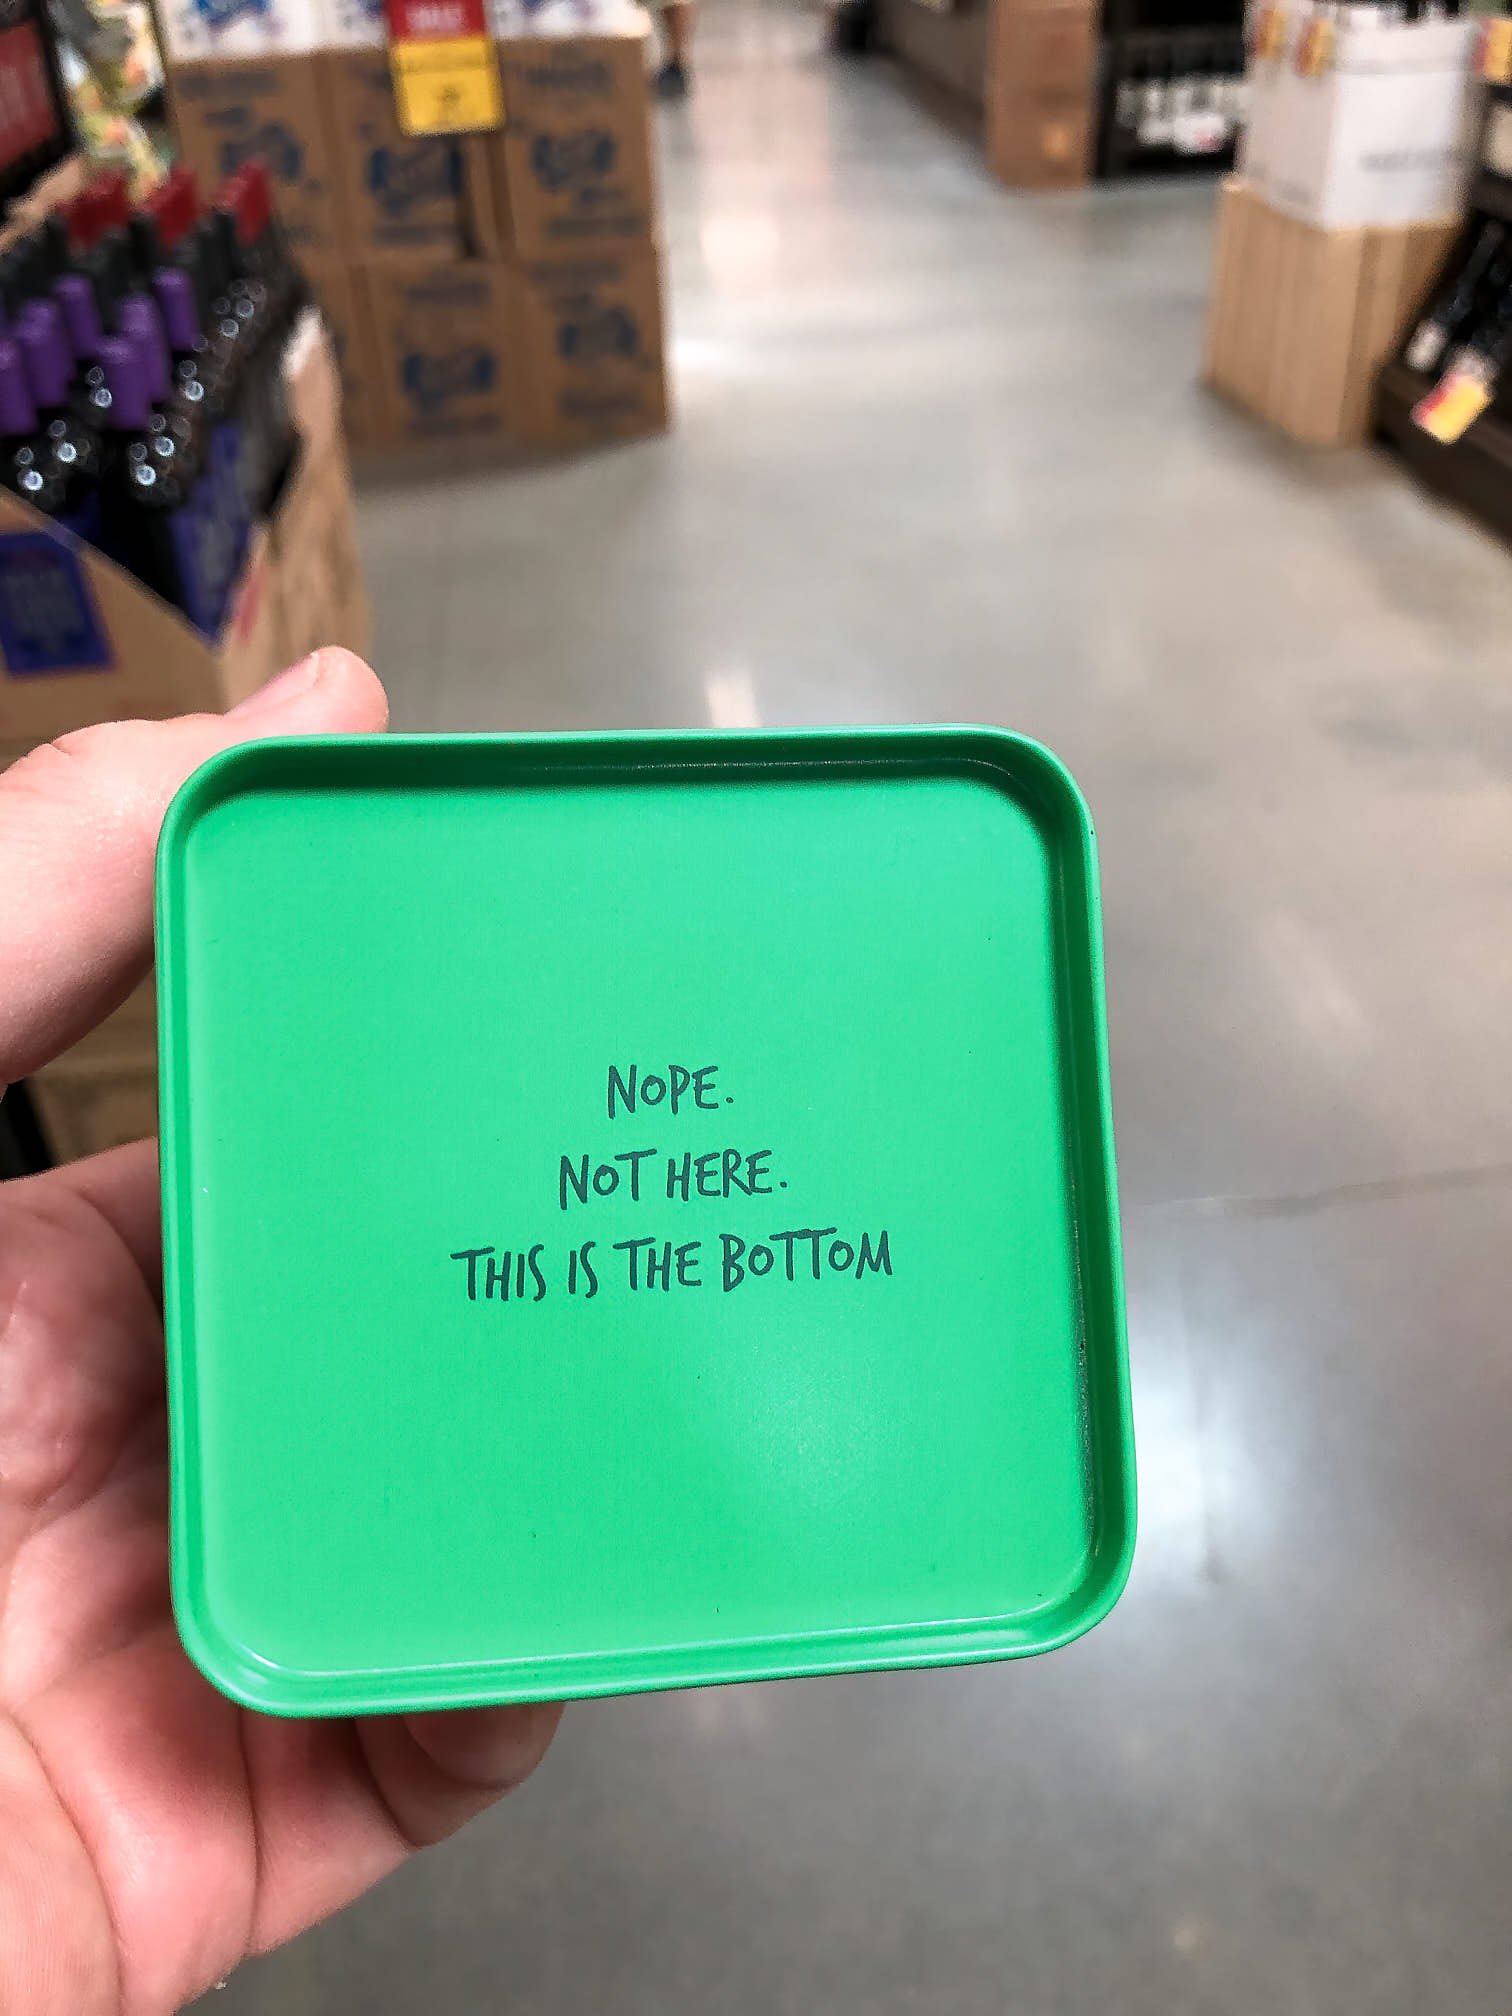 NOPE.
NOT HERE.
THIS IS THE BOTTOM